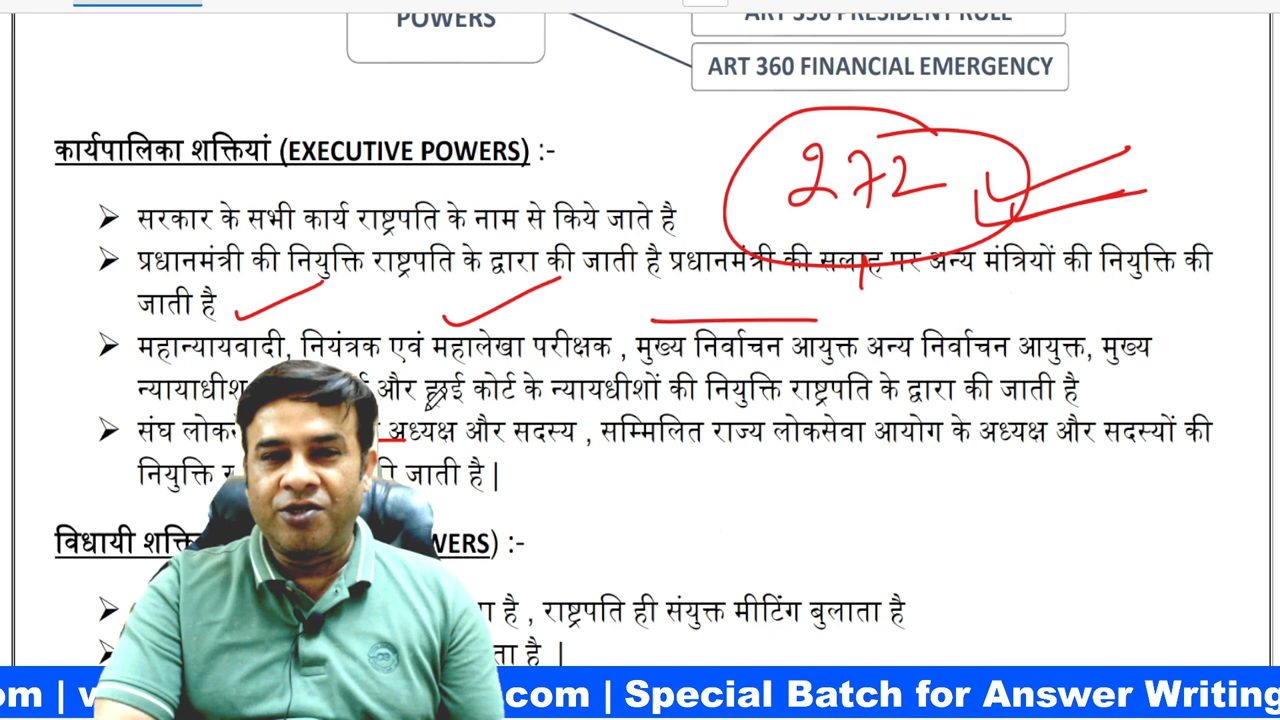 POWERS
ART 360 FINANCIAL EMERGENCY
कार्यपालिका शक्तियां (EXECUTIVE POWERS) :-
272
सरकार के सभी कार्य राष्ट्रपति के नाम से किये जाते है
प्रधानमंत्री की नियुक्ति राष्ट्रपति के द्वारा की जाती है प्रधानमंत्री की सलाह पर अन्य मंत्रियों की नियुक्ति की
जाती है
महान्यायवादी, नियंत्रक एवं महालेखा परीक्षक , मुख्य निर्वाचन आयुक्त अन्य निर्वाचन आयुक्त, मुख्य
न्यायाधीश और हाई कोर्ट के न्यायधीशों की नियुक्ति राष्ट्रपति के द्वारा की जाती है
संघ अध्यक्ष और सदस्य , सम्मिलित राज्य लोकसेवा आयोग के अध्यक्ष और सदस्यों की
नियुक्ति जाती है |
विधायी :-
है , राष्ट्रपति ही संयुक्त मीटिंग बुलाता है
है |
om | .com | Special Batch for Answer Writing